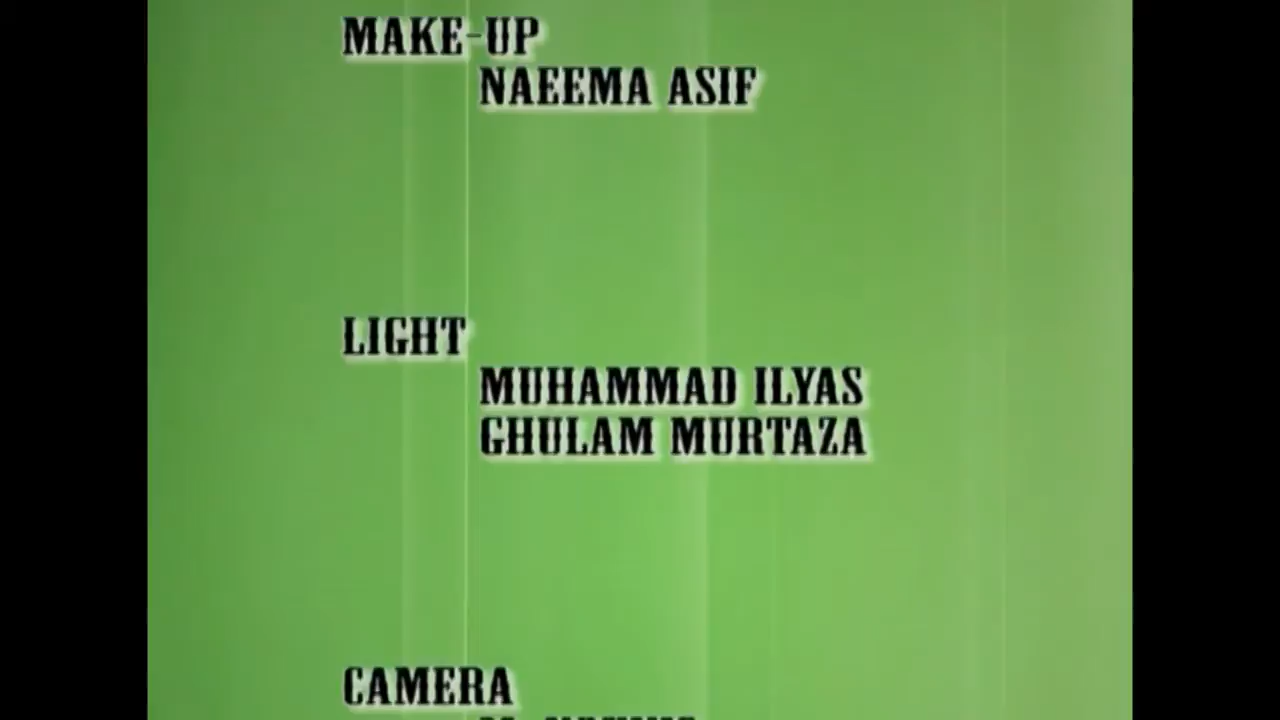 MAKE-UP
NAEEMA ASIF
LIGHT
MUHAMMAD ILYAS
GHULAM MURTAZA
CAMERA